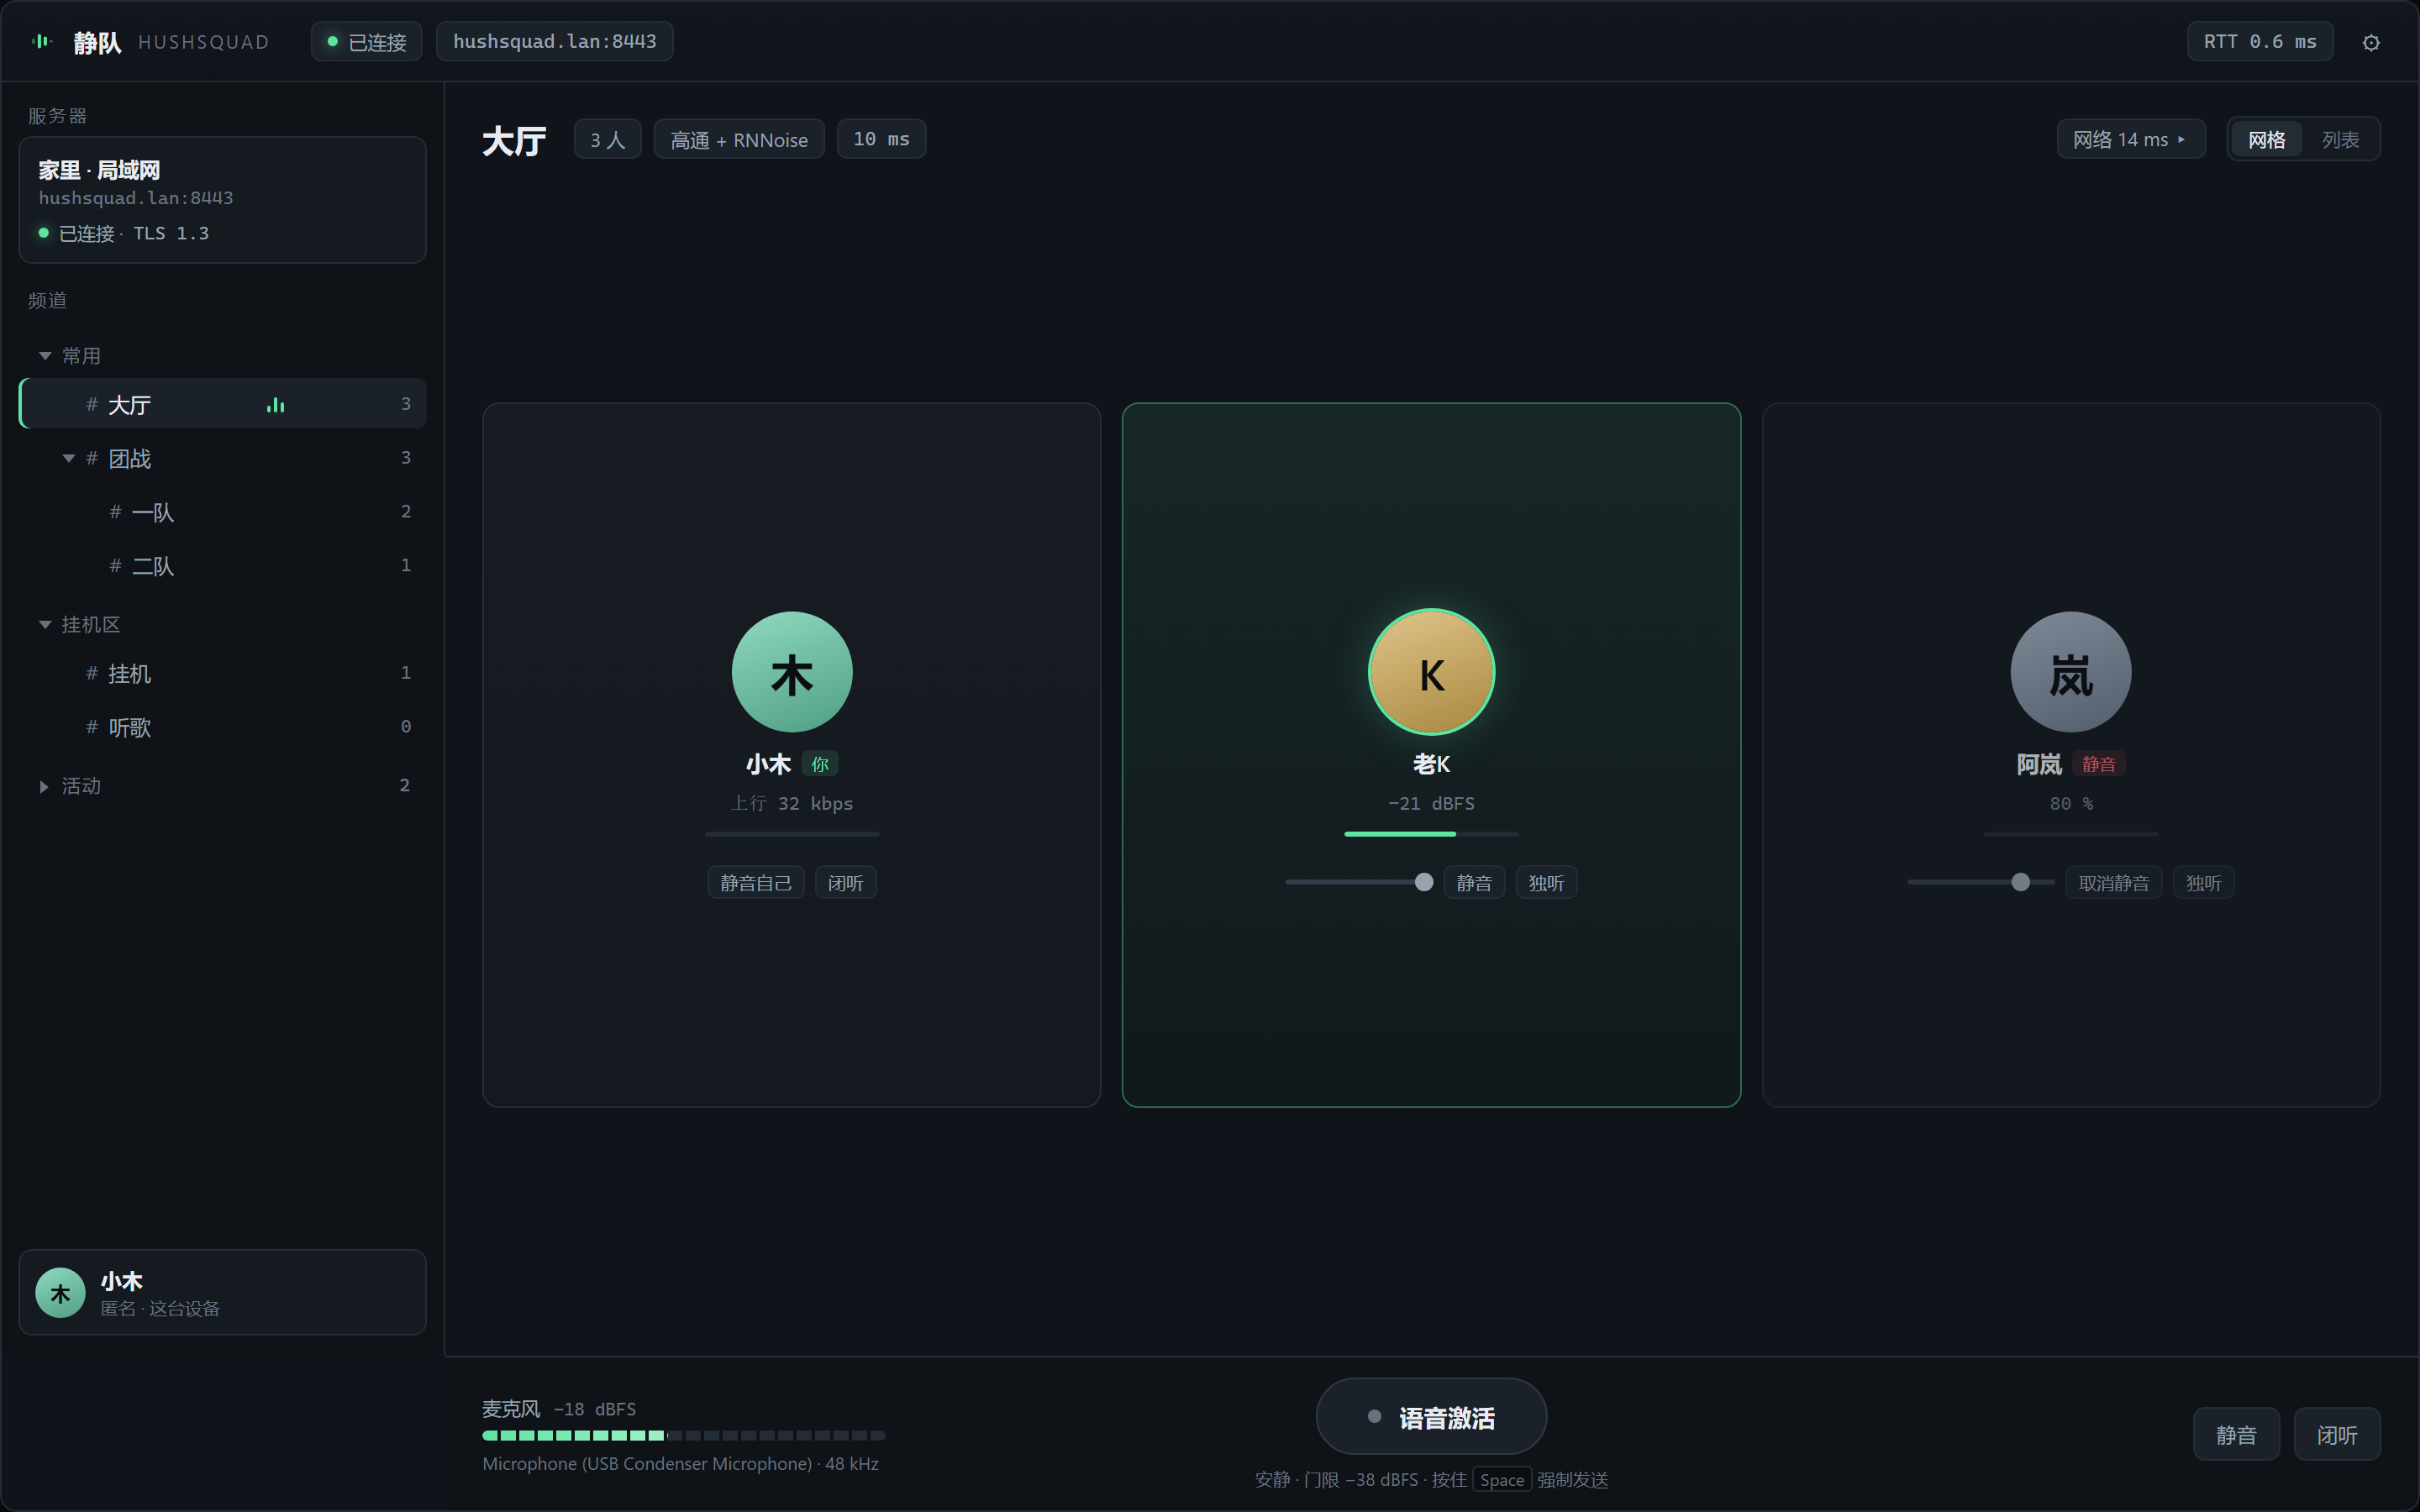 静队 HUSHSQUAD 已连接 hushsquad.lan:8443 RTT 0.6 ms
服务器
家里 · 局域网
hushsquad.lan:8443
已连接 · TLS 1.3
频道
常用
# 大厅 3
# 团战 3
# 一队 2
# 二队 1
挂机区
# 挂机 1
# 听歌 0
活动 2
木 小木
匿名 · 这台设备
大厅 3 人 高通 + RNNoise 10 ms 网络 14 ms 网格 列表
木
小木 你
上行 32 kbps
静音自己 闭听
K
老K
−21 dBFS
静音 独听
岚
阿岚 静音
80 %
取消静音 独听
麦克风 −18 dBFS
Microphone (USB Condenser Microphone) · 48 kHz
语音激活
安静 · 门限 −38 dBFS · 按住 Space 强制发送
静音 闭听